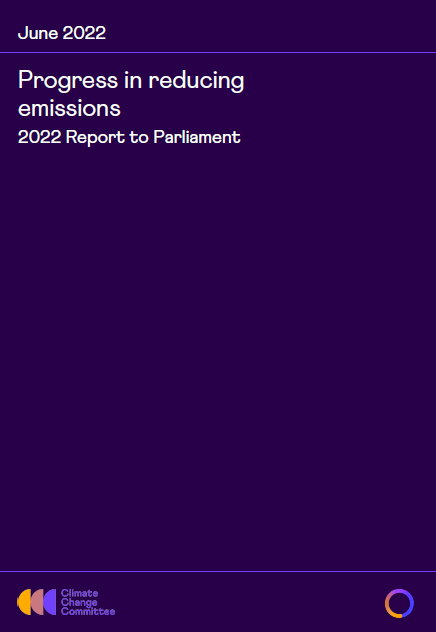 June 2022
Progress in reducing
emissions
2022 Report to Parliament
Climate
Change
Committee